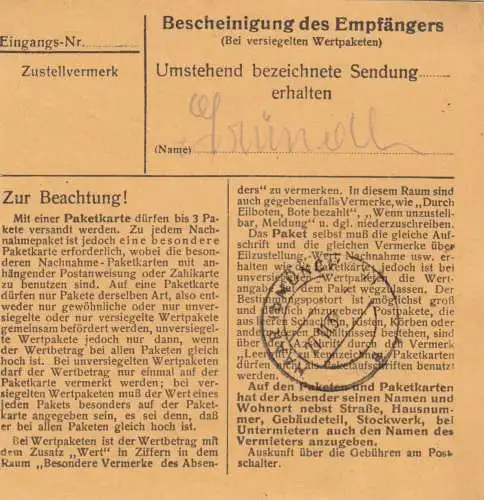 Eingangs-Nr.
Zustellvermerk
Bescheinigung des Empfängers
(Bei versiegelten Wertpaketen)
Umstehend bezeichnete Sendung
erhalten
(Name)
Zur Beachtung!
Mit einer Paketkarte dürfen bis 3 Pa-
kete versandt werden. Zu jedem Nach-
nahmepaket ist jedoch eine besondere
Paketkarte erforderlich, wobei die beson-
deren Nachnahme-Paketkarten mit an-
hängender Postanweisung oder Zahlkarte
zu benutzen sind. Auf eine Paketkarte
dürfen nur Pakete derselben Art, also ent-
weder nur gewöhnliche oder nur unver-
siegelte oder nur versiegelte Wertpakete
gemeinsam befördert werden, unversiegel-
te Wertpakete jedoch nur dann, wenn
der Wertbetrag bei allen Paketen gleich
hoch ist. Bei unversiegelten Wertpaketen
darf der Wertbetrag nur einmal auf der
Paketkarte vermerkt werden; bei ver-
siegelten Wertpaketen muß der Wert eines
jeden Pakets besonders auf der Paket-
karte angegeben sein, es sei denn, daß
er bei allen Paketen gleich hoch ist.
Bei Wertpaketen ist der Wertbetrag mit
dem Zusatz „Wert" in Ziffern in dem
Raum „Besondere Vermerke des Absen-
ders" zu vermerken. In diesem Raum sind
auch gegebenenfalls Vermerke, wie „Durch
Eilboten, Bote bezahlt", „Wenn unzustell-
bar, Meldung" u. dgl. niederzuschreiben.
Das Paket selbst muß die gleiche Auf-
schrift und die gleichen Vermerke über
Eilzustellung, Wert, Nachnahme usw. er-
halten wie die Paketkarte, jedoch ist bei
unversiegelten Wertpaketen die Wert-
angabe auf dem Paket wegzulassen. Der
Bestimmungspostort ist möglichst groß
und kräftig anzugeben. Postpakete, die
aus leeren Schachteln, Kisten, Körben oder
anderen Behältnissen bestehen, sind
über der Aufschrift durch den Vermerk
„Leer" zu kennzeichnen. Paketkarten
dürfen nicht als Paketaufschriften benutzt
werden.
Auf den Paketen und Paketkarten
hat der Absender seinen Namen und
Wohnort nebst Straße, Hausnum-
mer, Gebäudeteil, Stockwerk, bei
Untermietern auch den Namen des
Vermieters anzugeben.
Auskunft über die Gebühren am Post-
schalter.